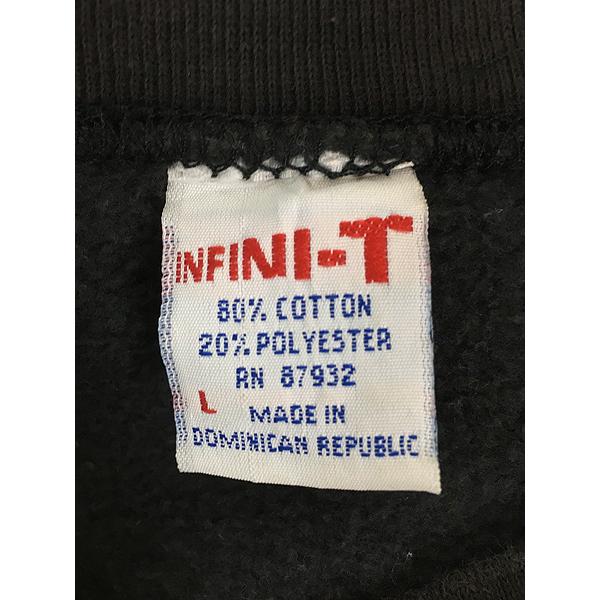 INFINI-T
80% COTTON
20% POLYESTER
RN 87932
L
MADE IN
DOMINICAN REPUBLIC